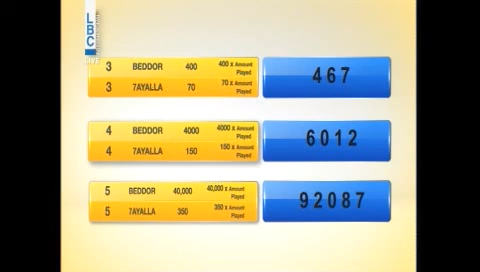 LBC
LIVE
3 BEDDOR 400 400 x Amount Played
3 7AYALLA 70 70 x Amount Played
467
4 BEDDOR 4000 4000 x Amount Played
4 7AYALLA 150 150 x Amount Played
6012
5 BEDDOR 40,000 40,000 x Amount Played
5 7AYALLA 350 350 x Amount Played
92087